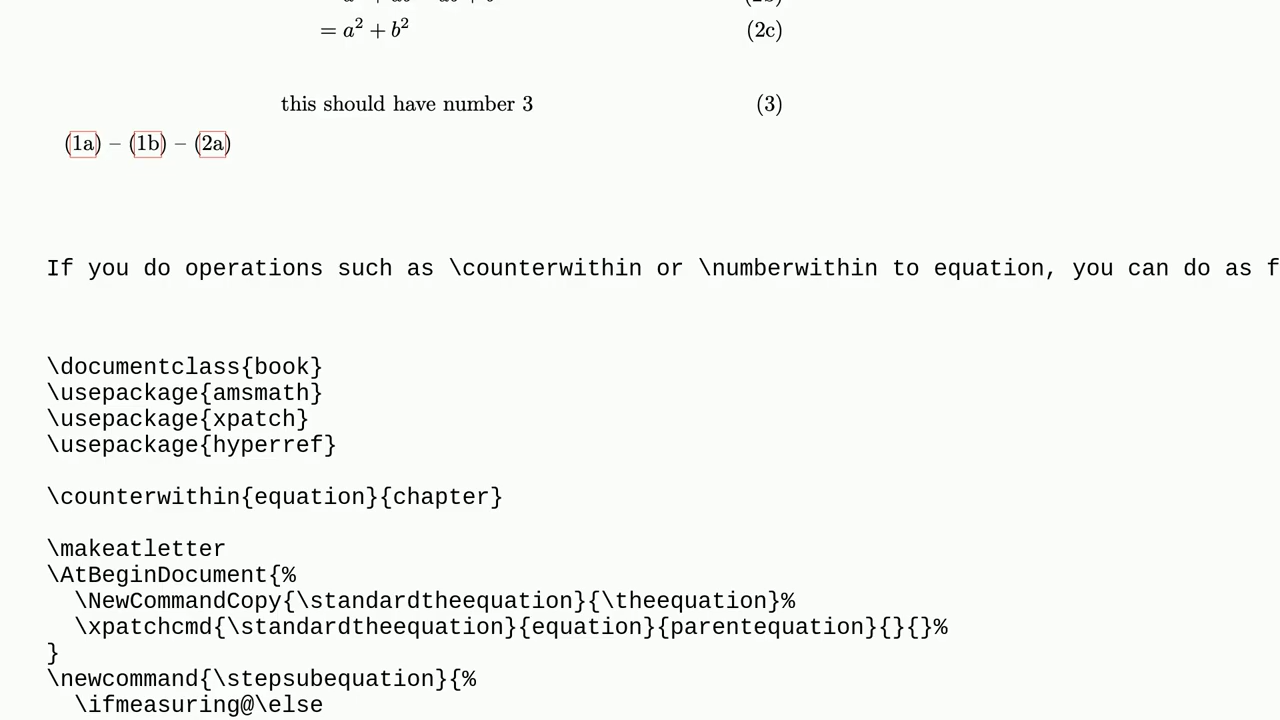 = a² + b² (2c)
this should have number 3 (3)
(1a) – (1b) – (2a)
If you do operations such as \counterwithin or \numberwithin to equation, you can do as f
\documentclass{book}
\usepackage{amsmath}
\usepackage{xpatch}
\usepackage{hyperref}
\counterwithin{equation}{chapter}
\makeatletter
\AtBeginDocument{%
  \NewCommandCopy{\standardtheequation}{\theequation}%
  \xpatchcmd{\standardtheequation}{equation}{parentequation}{}{}%
}
\newcommand{\stepsubequation}{%
  \ifmeasuring@\else